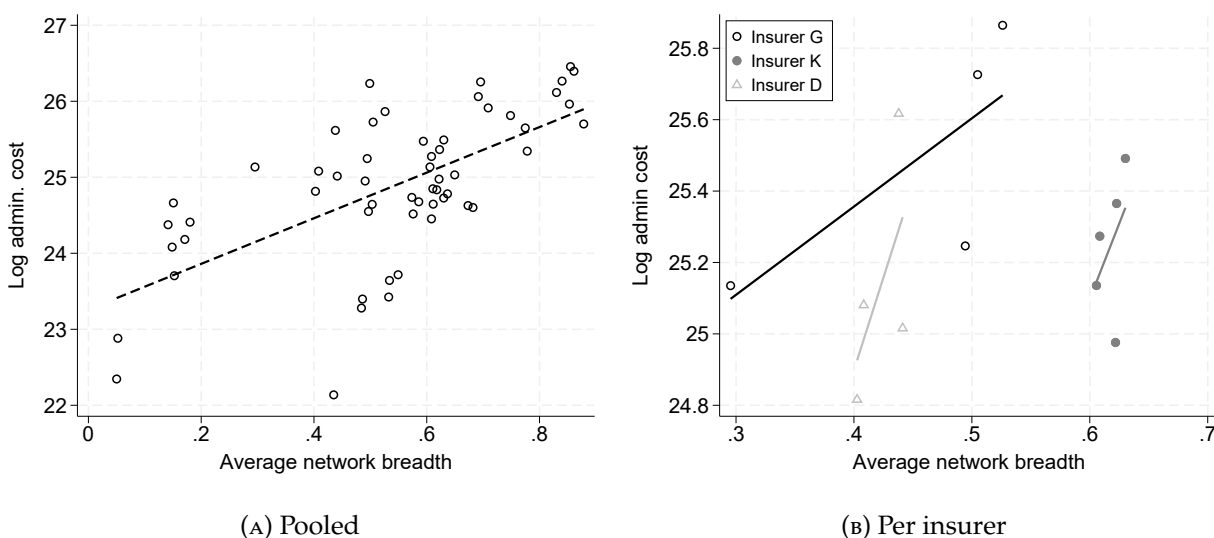 27
26
25
24
23
22
Log admin. cost
0 .2 .4 .6 .8
Average network breadth
(A) Pooled
Insurer G
Insurer K
Insurer D
25.8
25.6
25.4
25.2
25
24.8
Log admin cost
.3 .4 .5 .6 .7
Average network breadth
(B) Per insurer